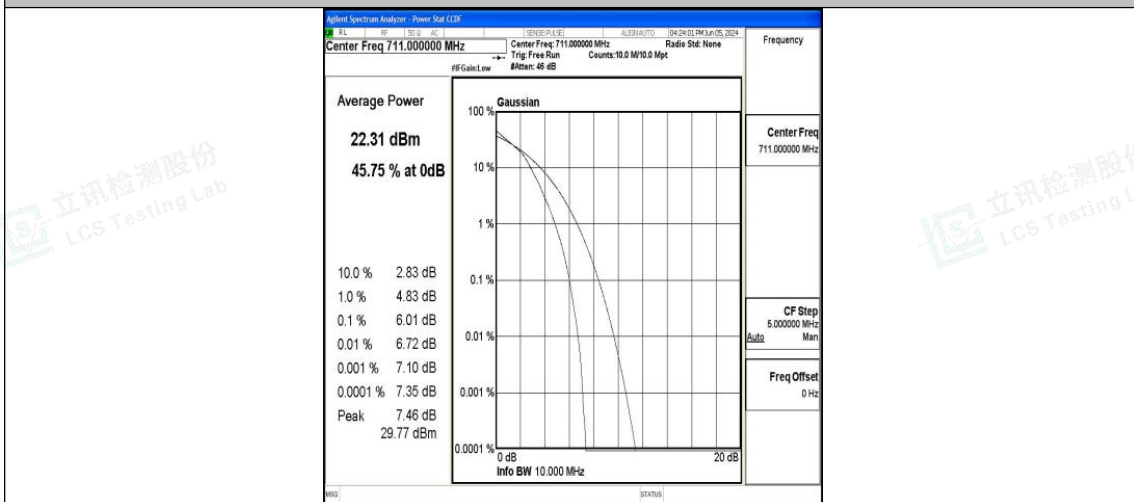 Agilent Spectrum Analyzer - Power Stat CCDF
RL RF 50 Ω AC SENSE:PULSE ALIGN AUTO 04:24:01 PM Jun 05, 2024
Center Freq 711.000000 MHz
Center Freq: 711.000000 MHz Radio Std: None
Trig: Free Run Counts:10.0 M/10.0 Mpt
#IFGain:Low #Atten: 46 dB
Frequency
Average Power
22.31 dBm
45.75 % at 0dB
10.0 % 2.83 dB
1.0 % 4.83 dB
0.1 % 6.01 dB
0.01 % 6.72 dB
0.001 % 7.10 dB
0.0001 % 7.35 dB
Peak 7.46 dB
29.77 dBm
Gaussian
100 %
10 %
1 %
0.1 %
0.01 %
0.001 %
0.0001 %
0 dB 20 dB
Info BW 10.000 MHz
Center Freq
711.000000 MHz
CF Step
5.000000 MHz
Auto Man
Freq Offset
0 Hz
MSG STATUS
立讯检测股份
LCS Testing Lab
立讯检测股份
LCS Testing L